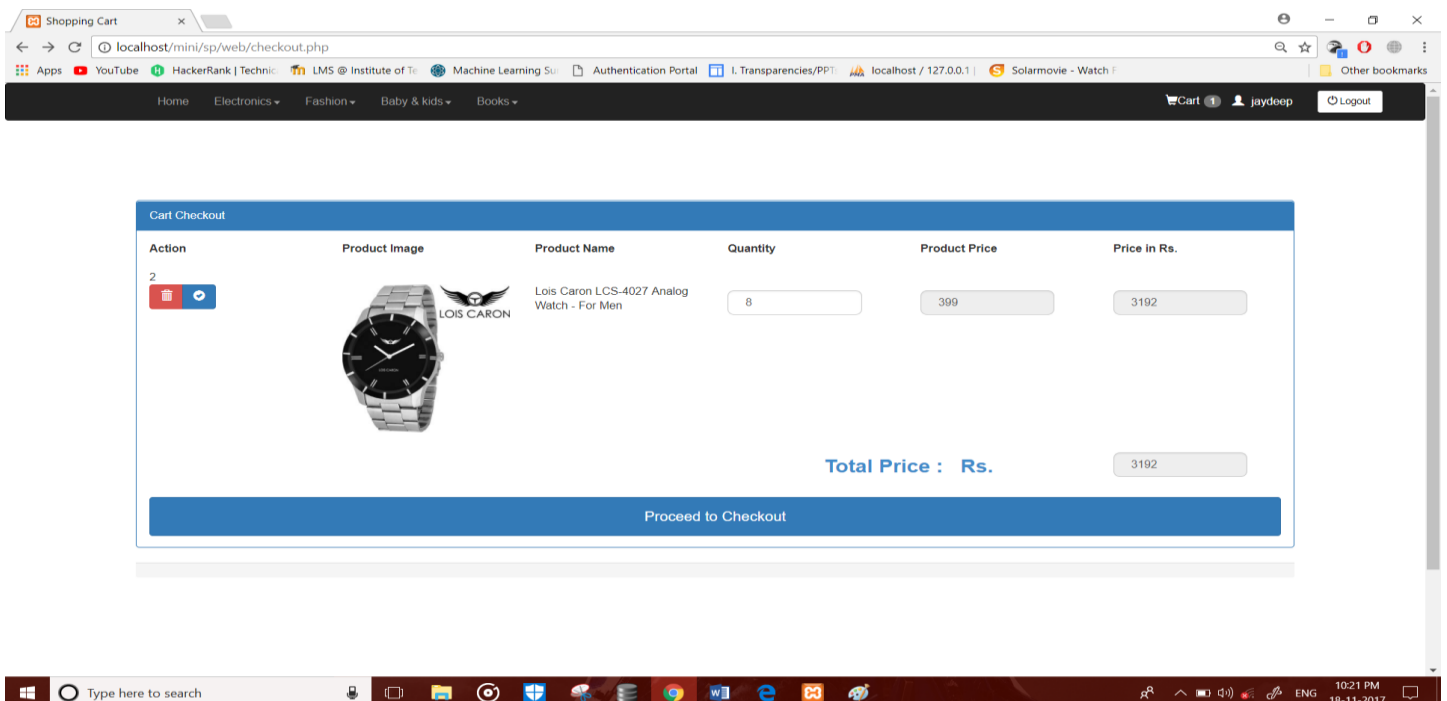 Shopping Cart
localhost/mini/sp/web/checkout.php
Apps YouTube HackerRank | Technic LMS @ Institute of Te Machine Learning Su Authentication Portal I. Transparencies/PPT localhost / 127.0.0.1 | Solarmovie - Watch F Other bookmarks
Home Electronics Fashion Baby & kids Books Cart 1 jaydeep Logout
Cart Checkout
Action Product Image Product Name Quantity Product Price Price in Rs.
2
LOIS CARON
Lois Caron LCS-4027 Analog
Watch - For Men
8 399 3192
Total Price : Rs. 3192
Proceed to Checkout
Type here to search ENG 10:21 PM
18-11-2017